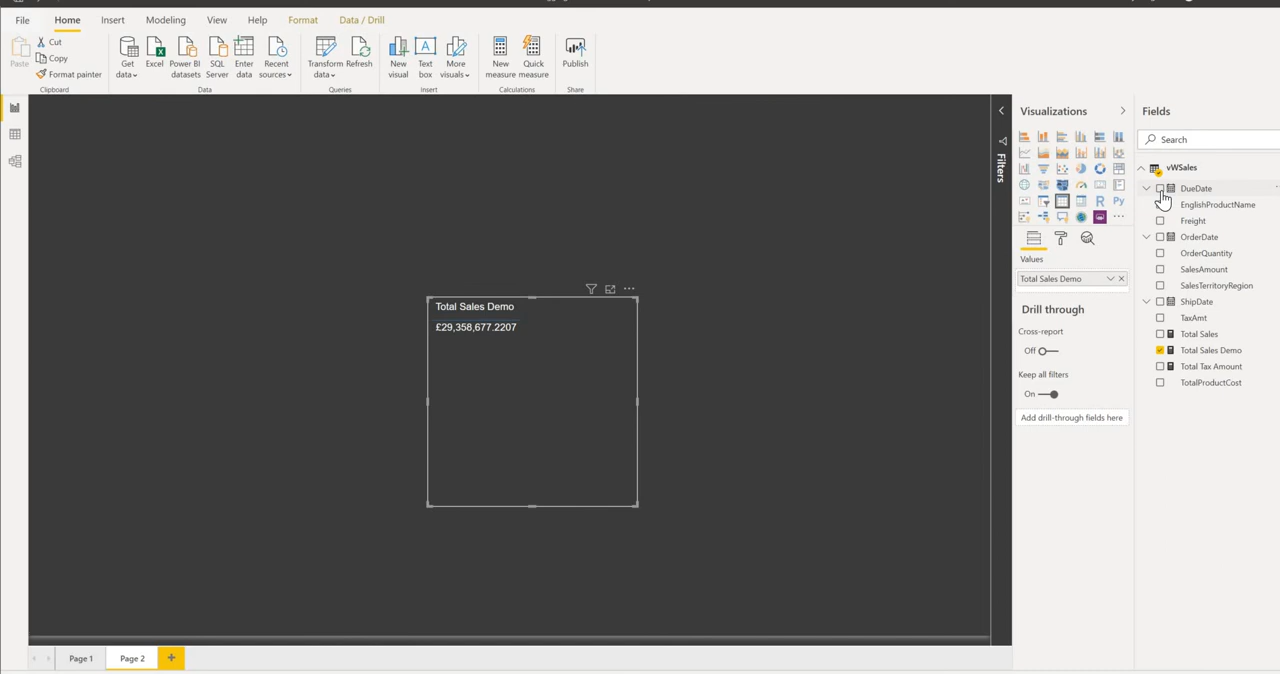 File Home Insert Modeling View Help Format Data / Drill
Paste
Cut
Copy
Format painter
Clipboard
Get data
Excel
Power BI datasets
SQL Server
Enter data
Recent sources
Data
Transform data
Refresh
Queries
New visual
Text box
More visuals
Insert
New measure
Quick measure
Calculations
Publish
Share
Filters
Visualizations
R Py
Values
Total Sales Demo
Drill through
Cross-report
Off
Keep all filters
On
Add drill-through fields here
Fields
Search
vWSales
DueDate
EnglishProductName
Freight
OrderDate
OrderQuantity
SalesAmount
SalesTerritoryRegion
ShipDate
TaxAmt
Total Sales
Total Sales Demo
Total Tax Amount
TotalProductCost
Total Sales Demo
£29,358,677.2207
Page 1 Page 2